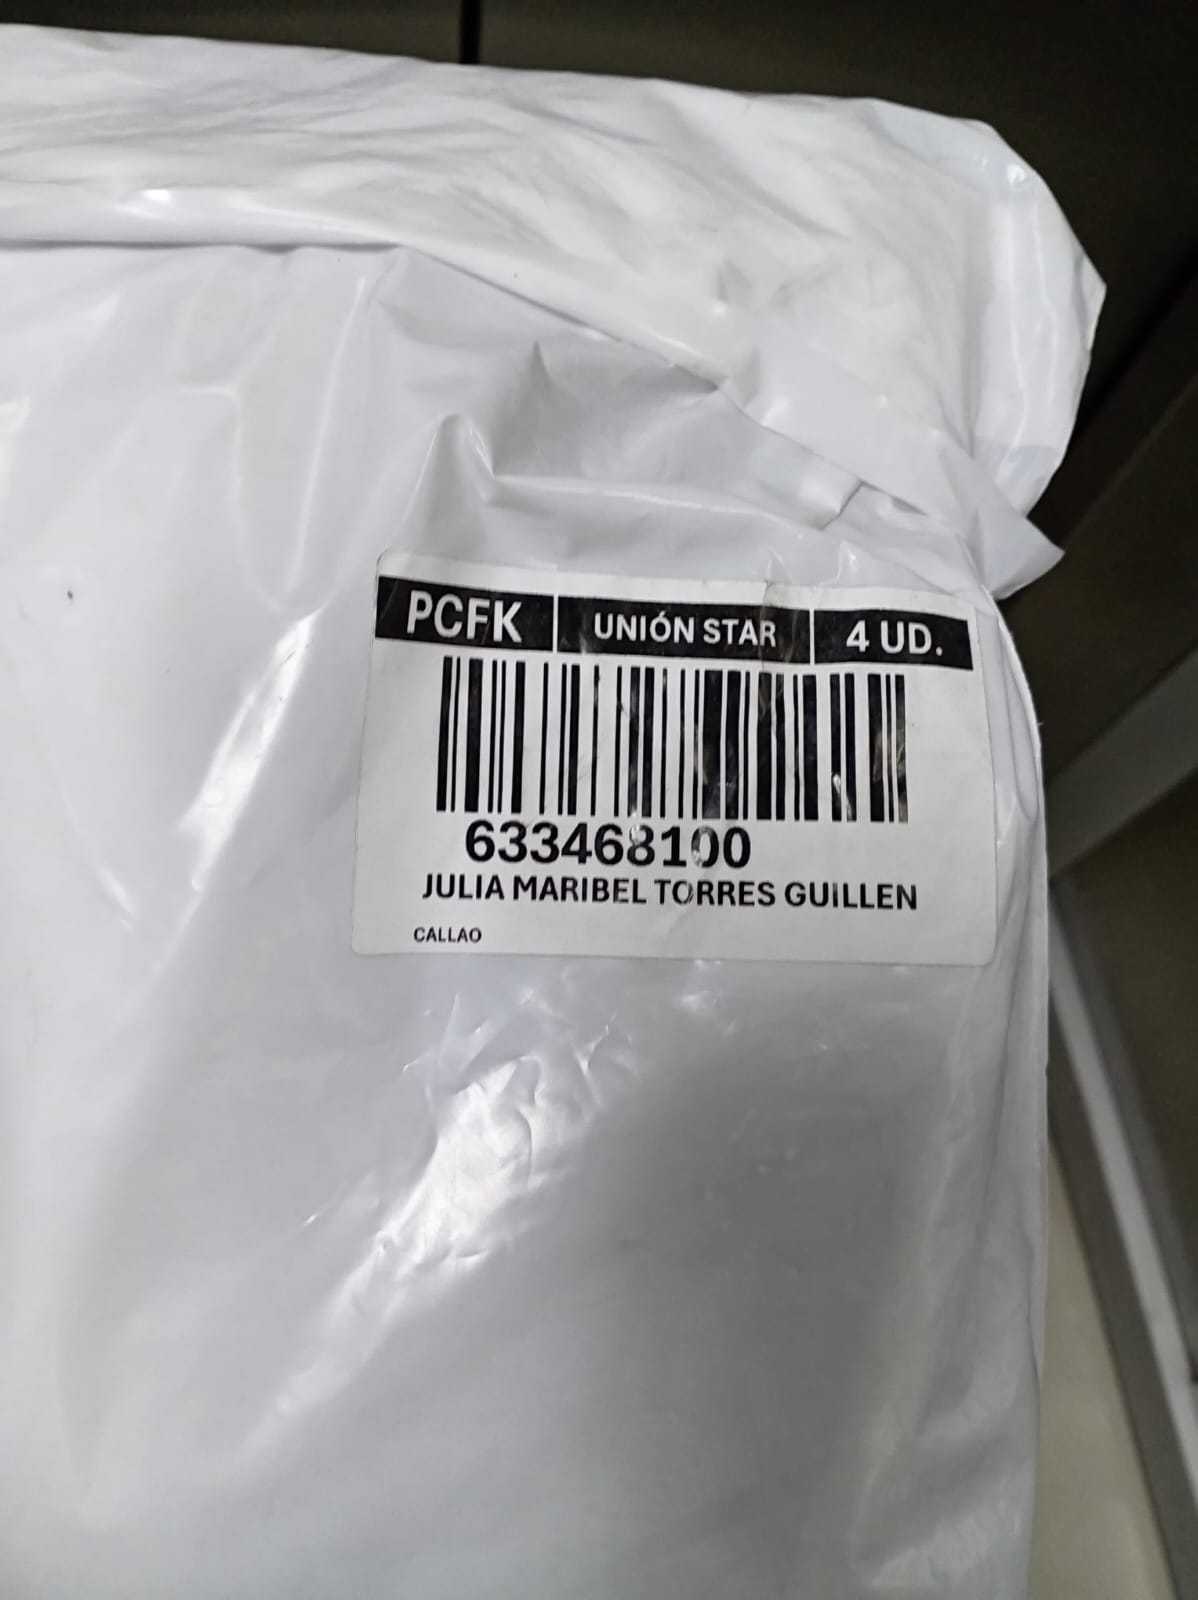 PCFK UNIÓN STAR 4 UD.
633468100
JULIA MARIBEL TORRES GUILLEN
CALLAO